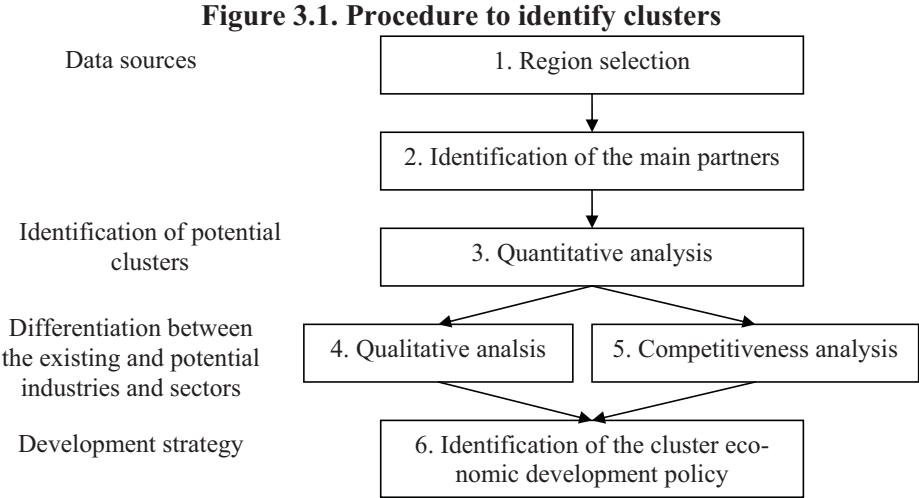 Figure 3.1. Procedure to identify clusters
Data sources
1. Region selection
2. Identification of the main partners
Identification of potential
clusters
3. Quantitative analysis
Differentiation between
the existing and potential
industries and sectors
4. Qualitative analsis
5. Competitiveness analysis
Development strategy
6. Identification of the cluster eco-
nomic development policy